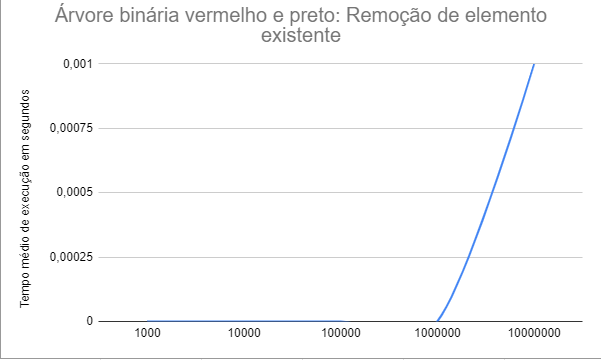 Árvore binária vermelho e preto: Remoção de elemento
existente
Tempo médio de execução em segundos
0,001
0,00075
0,0005
0,00025
0
1000 10000 100000 1000000 10000000